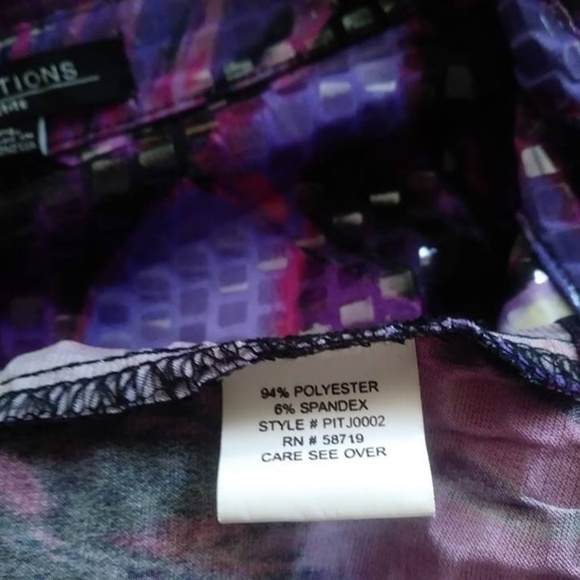 TIONS
94% POLYESTER
6% SPANDEX
STYLE # PITJ0002
RN # 58719
CARE SEE OVER